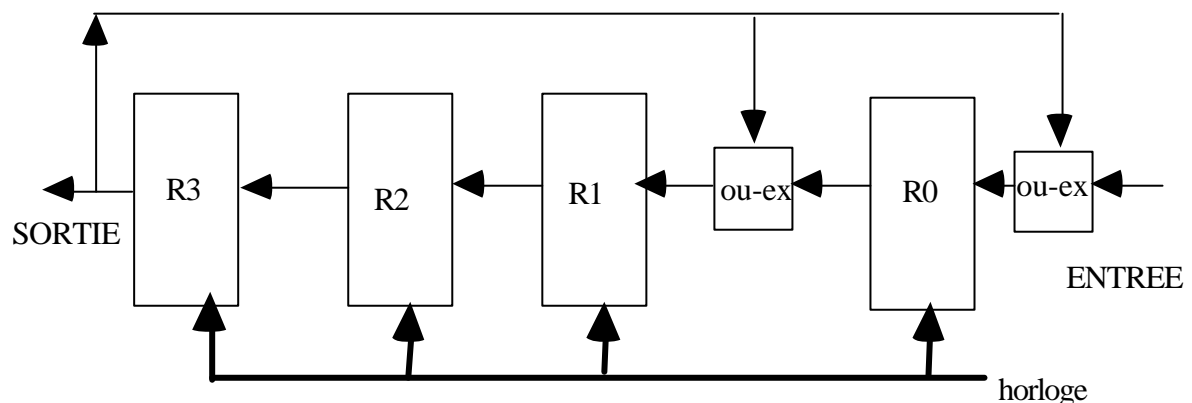 R3
R2
R1
ou-ex
R0
ou-ex
SORTIE
ENTREE
horloge